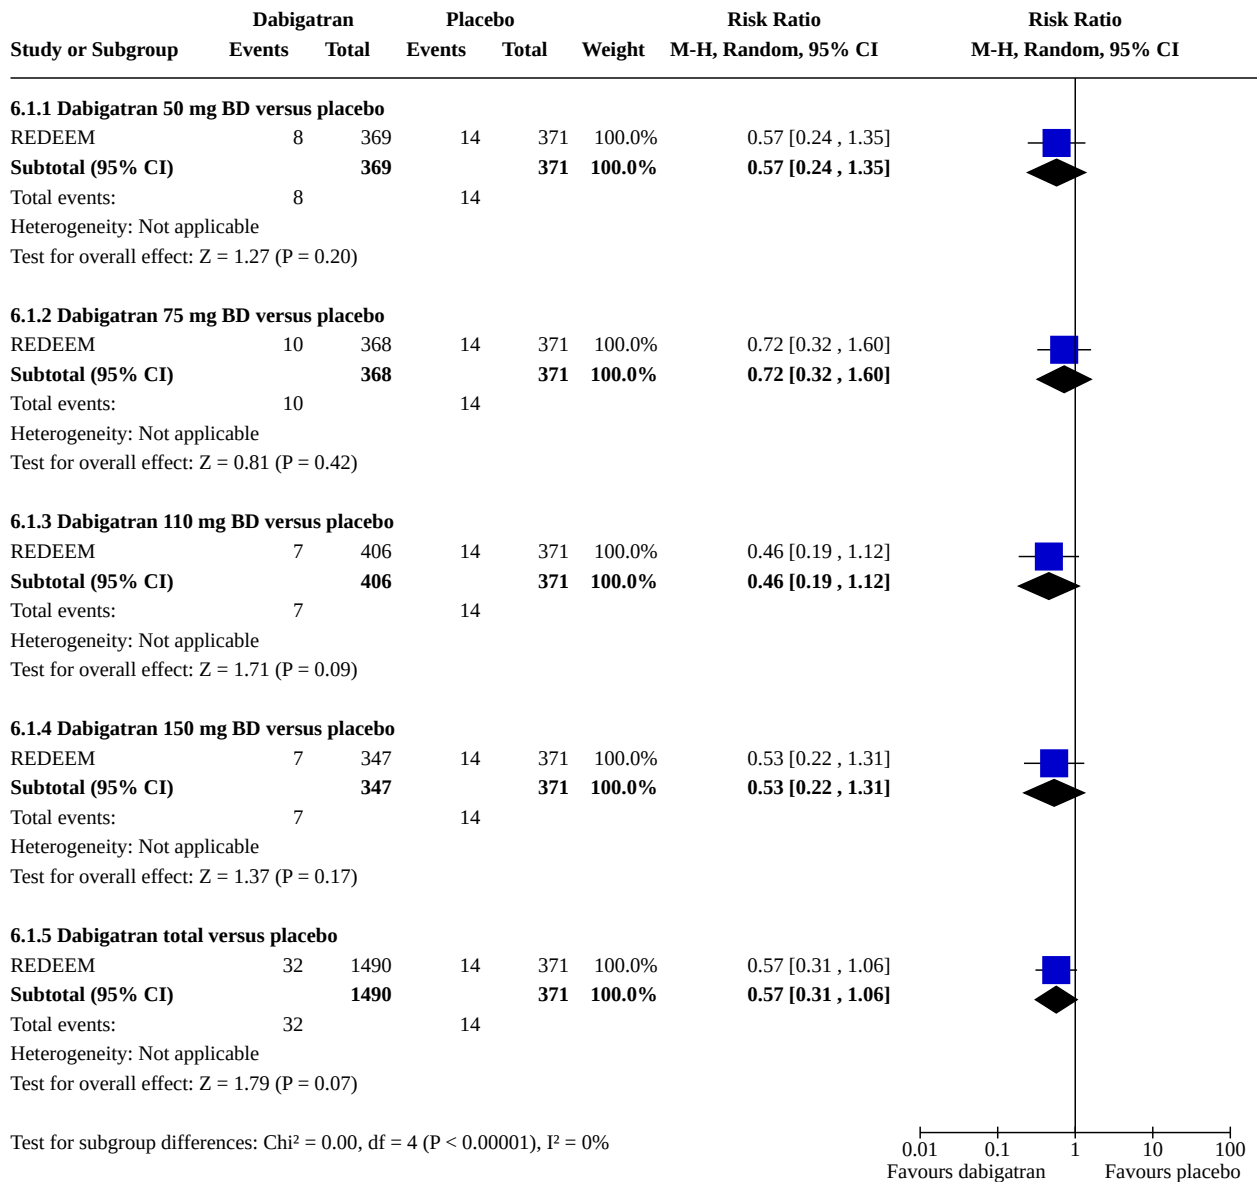 Dabigatran Placebo Risk Ratio Risk Ratio
Study or Subgroup Events Total Events Total Weight M-H, Random, 95% CI M-H, Random, 95% CI
6.1.1 Dabigatran 50 mg BD versus placebo
REDEEM 8 369 14 371 100.0% 0.57 [0.24 , 1.35]
Subtotal (95% CI) 369 371 100.0% 0.57 [0.24 , 1.35]
Total events: 8 14
Heterogeneity: Not applicable
Test for overall effect: Z = 1.27 (P = 0.20)
6.1.2 Dabigatran 75 mg BD versus placebo
REDEEM 10 368 14 371 100.0% 0.72 [0.32 , 1.60]
Subtotal (95% CI) 368 371 100.0% 0.72 [0.32 , 1.60]
Total events: 10 14
Heterogeneity: Not applicable
Test for overall effect: Z = 0.81 (P = 0.42)
6.1.3 Dabigatran 110 mg BD versus placebo
REDEEM 7 406 14 371 100.0% 0.46 [0.19 , 1.12]
Subtotal (95% CI) 406 371 100.0% 0.46 [0.19 , 1.12]
Total events: 7 14
Heterogeneity: Not applicable
Test for overall effect: Z = 1.71 (P = 0.09)
6.1.4 Dabigatran 150 mg BD versus placebo
REDEEM 7 347 14 371 100.0% 0.53 [0.22 , 1.31]
Subtotal (95% CI) 347 371 100.0% 0.53 [0.22 , 1.31]
Total events: 7 14
Heterogeneity: Not applicable
Test for overall effect: Z = 1.37 (P = 0.17)
6.1.5 Dabigatran total versus placebo
REDEEM 32 1490 14 371 100.0% 0.57 [0.31 , 1.06]
Subtotal (95% CI) 1490 371 100.0% 0.57 [0.31 , 1.06]
Total events: 32 14
Heterogeneity: Not applicable
Test for overall effect: Z = 1.79 (P = 0.07)
Test for subgroup differences: Chi² = 0.00, df = 4 (P < 0.00001), I² = 0%
0.01 0.1 1 10 100
Favours dabigatran Favours placebo